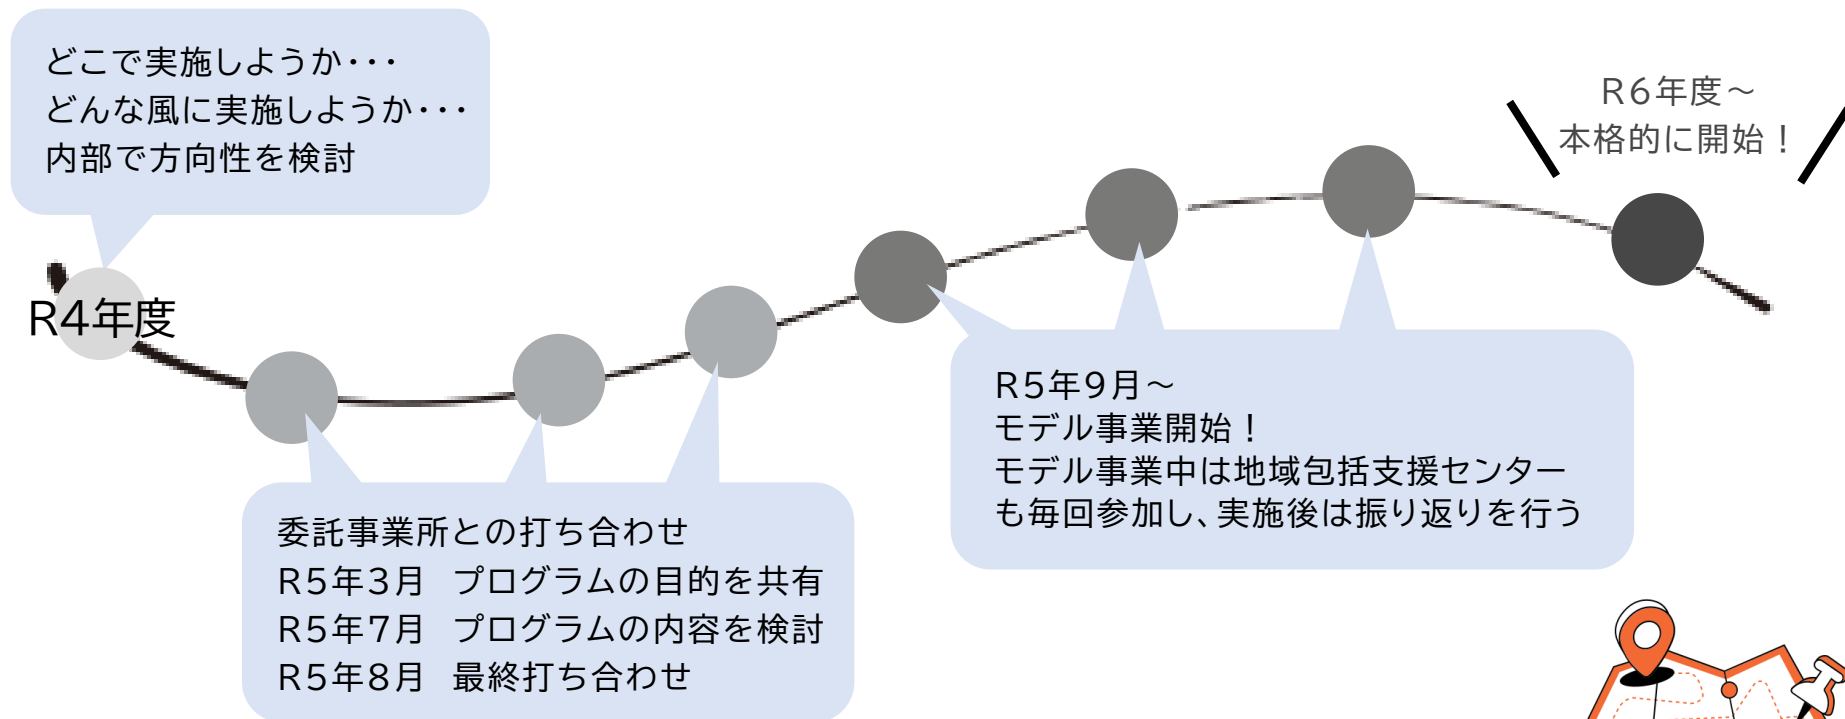 どこで実施しようか・・・
どんな風に実施しようか・・・
内部で方向性を検討
R4年度
委託事業所との打ち合わせ
R5年3月　プログラムの目的を共有
R5年7月　プログラムの内容を検討
R5年8月　最終打ち合わせ
R5年9月～
モデル事業開始！
モデル事業中は地域包括支援センター
も毎回参加し、実施後は振り返りを行う
R6年度～
本格的に開始！